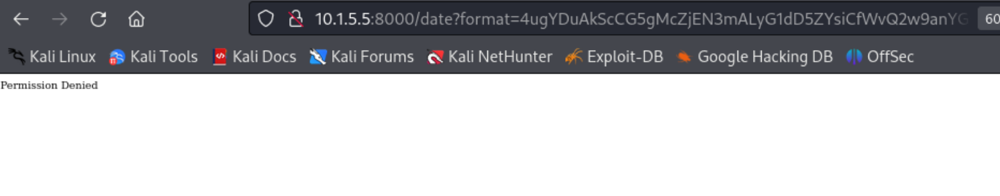 10.1.5.5:8000/date?format=4ugYDuAkScCG5gMcZjEN3mALyG1dD5ZYsiCfWvQ2w9anYG 60
Kali Linux Kali Tools Kali Docs Kali Forums Kali NetHunter Exploit-DB Google Hacking DB OffSec
Permission Denied